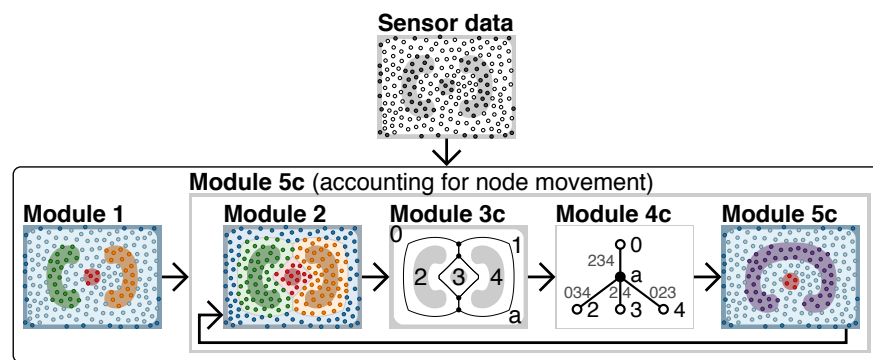 Sensor data
Module 5c (accounting for node movement)
Module 1
Module 2
Module 3c
Module 4c
Module 5c
0
1
2
3
4
a
0
234
a
034
2 4
023
2
3
4